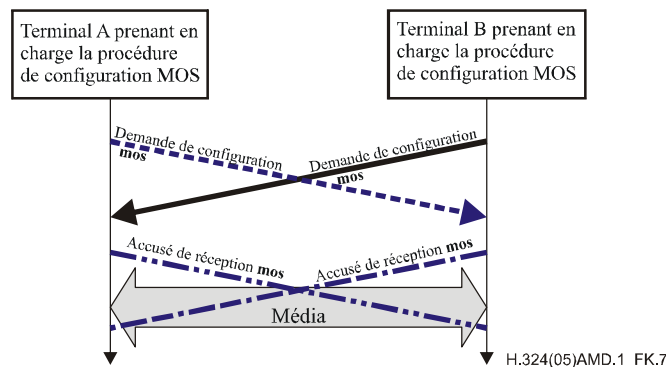 Terminal A prenant en
charge la procédure
de configuration MOS
Terminal B prenant en
charge la procédure
de configuration MOS
Demande de configuration
mos
Demande de configuration
mos
Accusé de réception mos
Accusé de réception mos
Média
H.324(05)AMD.1_FK.7